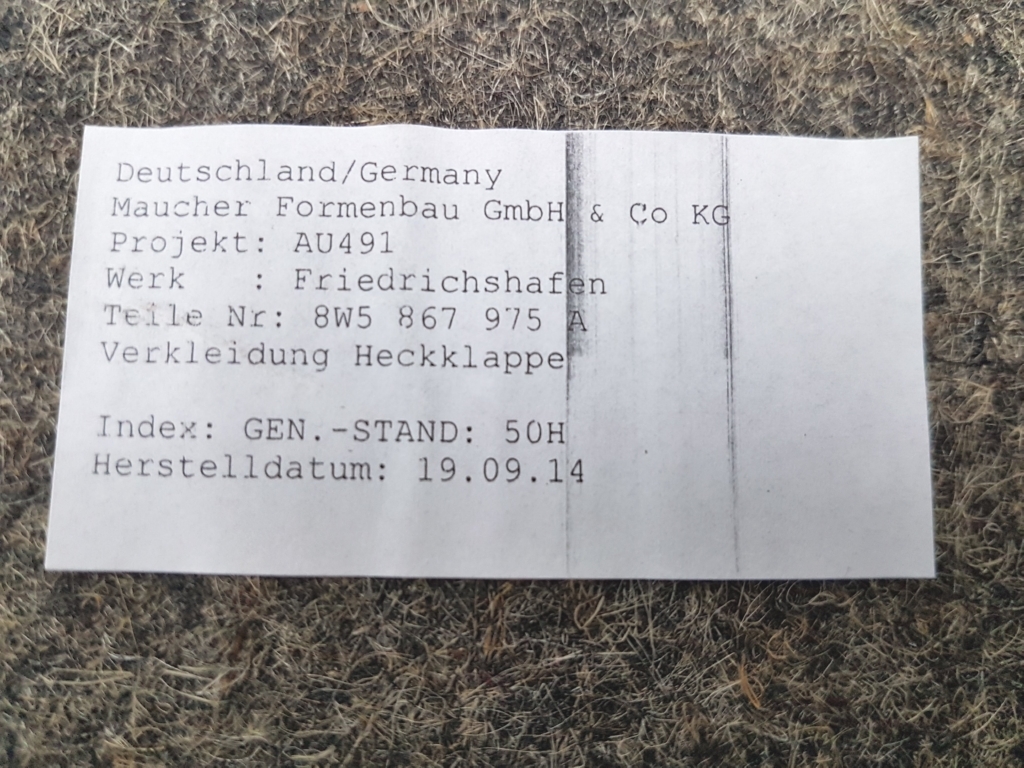 Deutschland/Germany
Maucher Formenbau GmbH & Co KG
Projekt: AU491
Werk   : Friedrichshafen
Teile Nr: 8W5 867 975 A
Verkleidung Heckklappe
Index: GEN.-STAND: 50H
Herstelldatum: 19.09.14